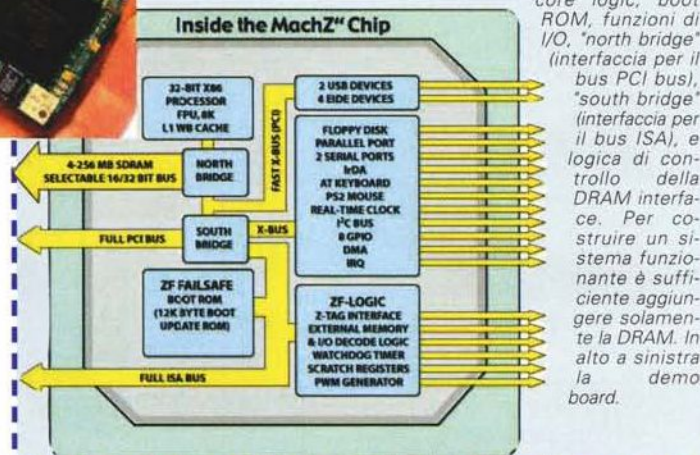 Inside the MachZ“ Chip
32-BIT X86
PROCESSOR
FPU, 8K
L1 WB CACHE
2 USB DEVICES
4 EIDE DEVICES
FAST X-BUS (PCI)
4-256 MB SDRAM
SELECTABLE 16/32 BIT BUS
NORTH
BRIDGE
FLOPPY DISK
PARALLEL PORT
2 SERIAL PORTS
IrDA
AT KEYBOARD
PS2 MOUSE
REAL-TIME CLOCK
I²C BUS
8 GPIO
DMA
IRQ
FULL PCI BUS
SOUTH
BRIDGE
X-BUS
ZF FAILSAFE
BOOT ROM
(12K BYTE BOOT
UPDATE ROM)
ZF-LOGIC
Z-TAG INTERFACE
EXTERNAL MEMORY
& I/O DECODE LOGIC
WATCHDOG TIMER
SCRATCH REGISTERS
PWM GENERATOR
FULL ISA BUS
core logic, boot
ROM, funzioni di
I/O, "north bridge"
(interfaccia per il
bus PCI bus),
"south bridge"
(interfaccia per
il bus ISA), e
logica di con-
trollo della
DRAM interfa-
ce. Per co-
struire un si-
stema funzio-
nante è suffi-
ciente aggiun-
gere solamen-
te la DRAM. In
alto a sinistra
la demo
board.